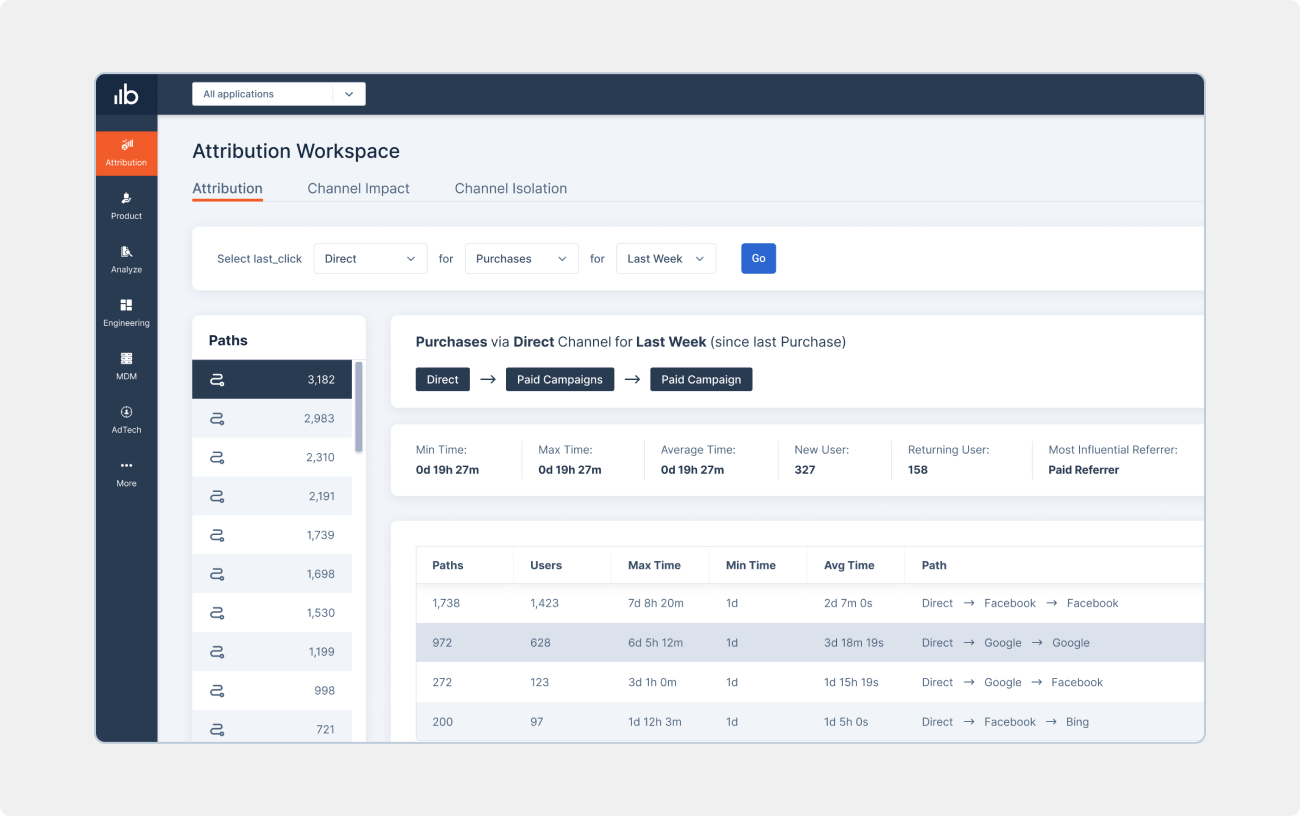 ılb
All applications
Attribution
Product
Analyze
Engineering
MDM
AdTech
More
Attribution Workspace
Attribution Channel Impact Channel Isolation
Select last_click Direct for Purchases for Last Week Go
Paths
3,182
2,983
2,310
2,191
1,739
1,698
1,530
1,199
998
721
Purchases via Direct Channel for Last Week (since last Purchase)
Direct → Paid Campaigns → Paid Campaign
Min Time: Max Time: Average Time: New User: Returning User: Most Influential Referrer:
0d 19h 27m 0d 19h 27m 0d 19h 27m 327 158 Paid Referrer
Paths Users Max Time Min Time Avg Time Path
1,738 1,423 7d 8h 20m 1d 2d 7m 0s Direct → Facebook → Facebook
972 628 6d 5h 12m 1d 3d 18m 19s Direct → Google → Google
272 123 3d 1h 0m 1d 1d 15h 19s Direct → Google → Facebook
200 97 1d 12h 3m 1d 1d 5h 0s Direct → Facebook → Bing